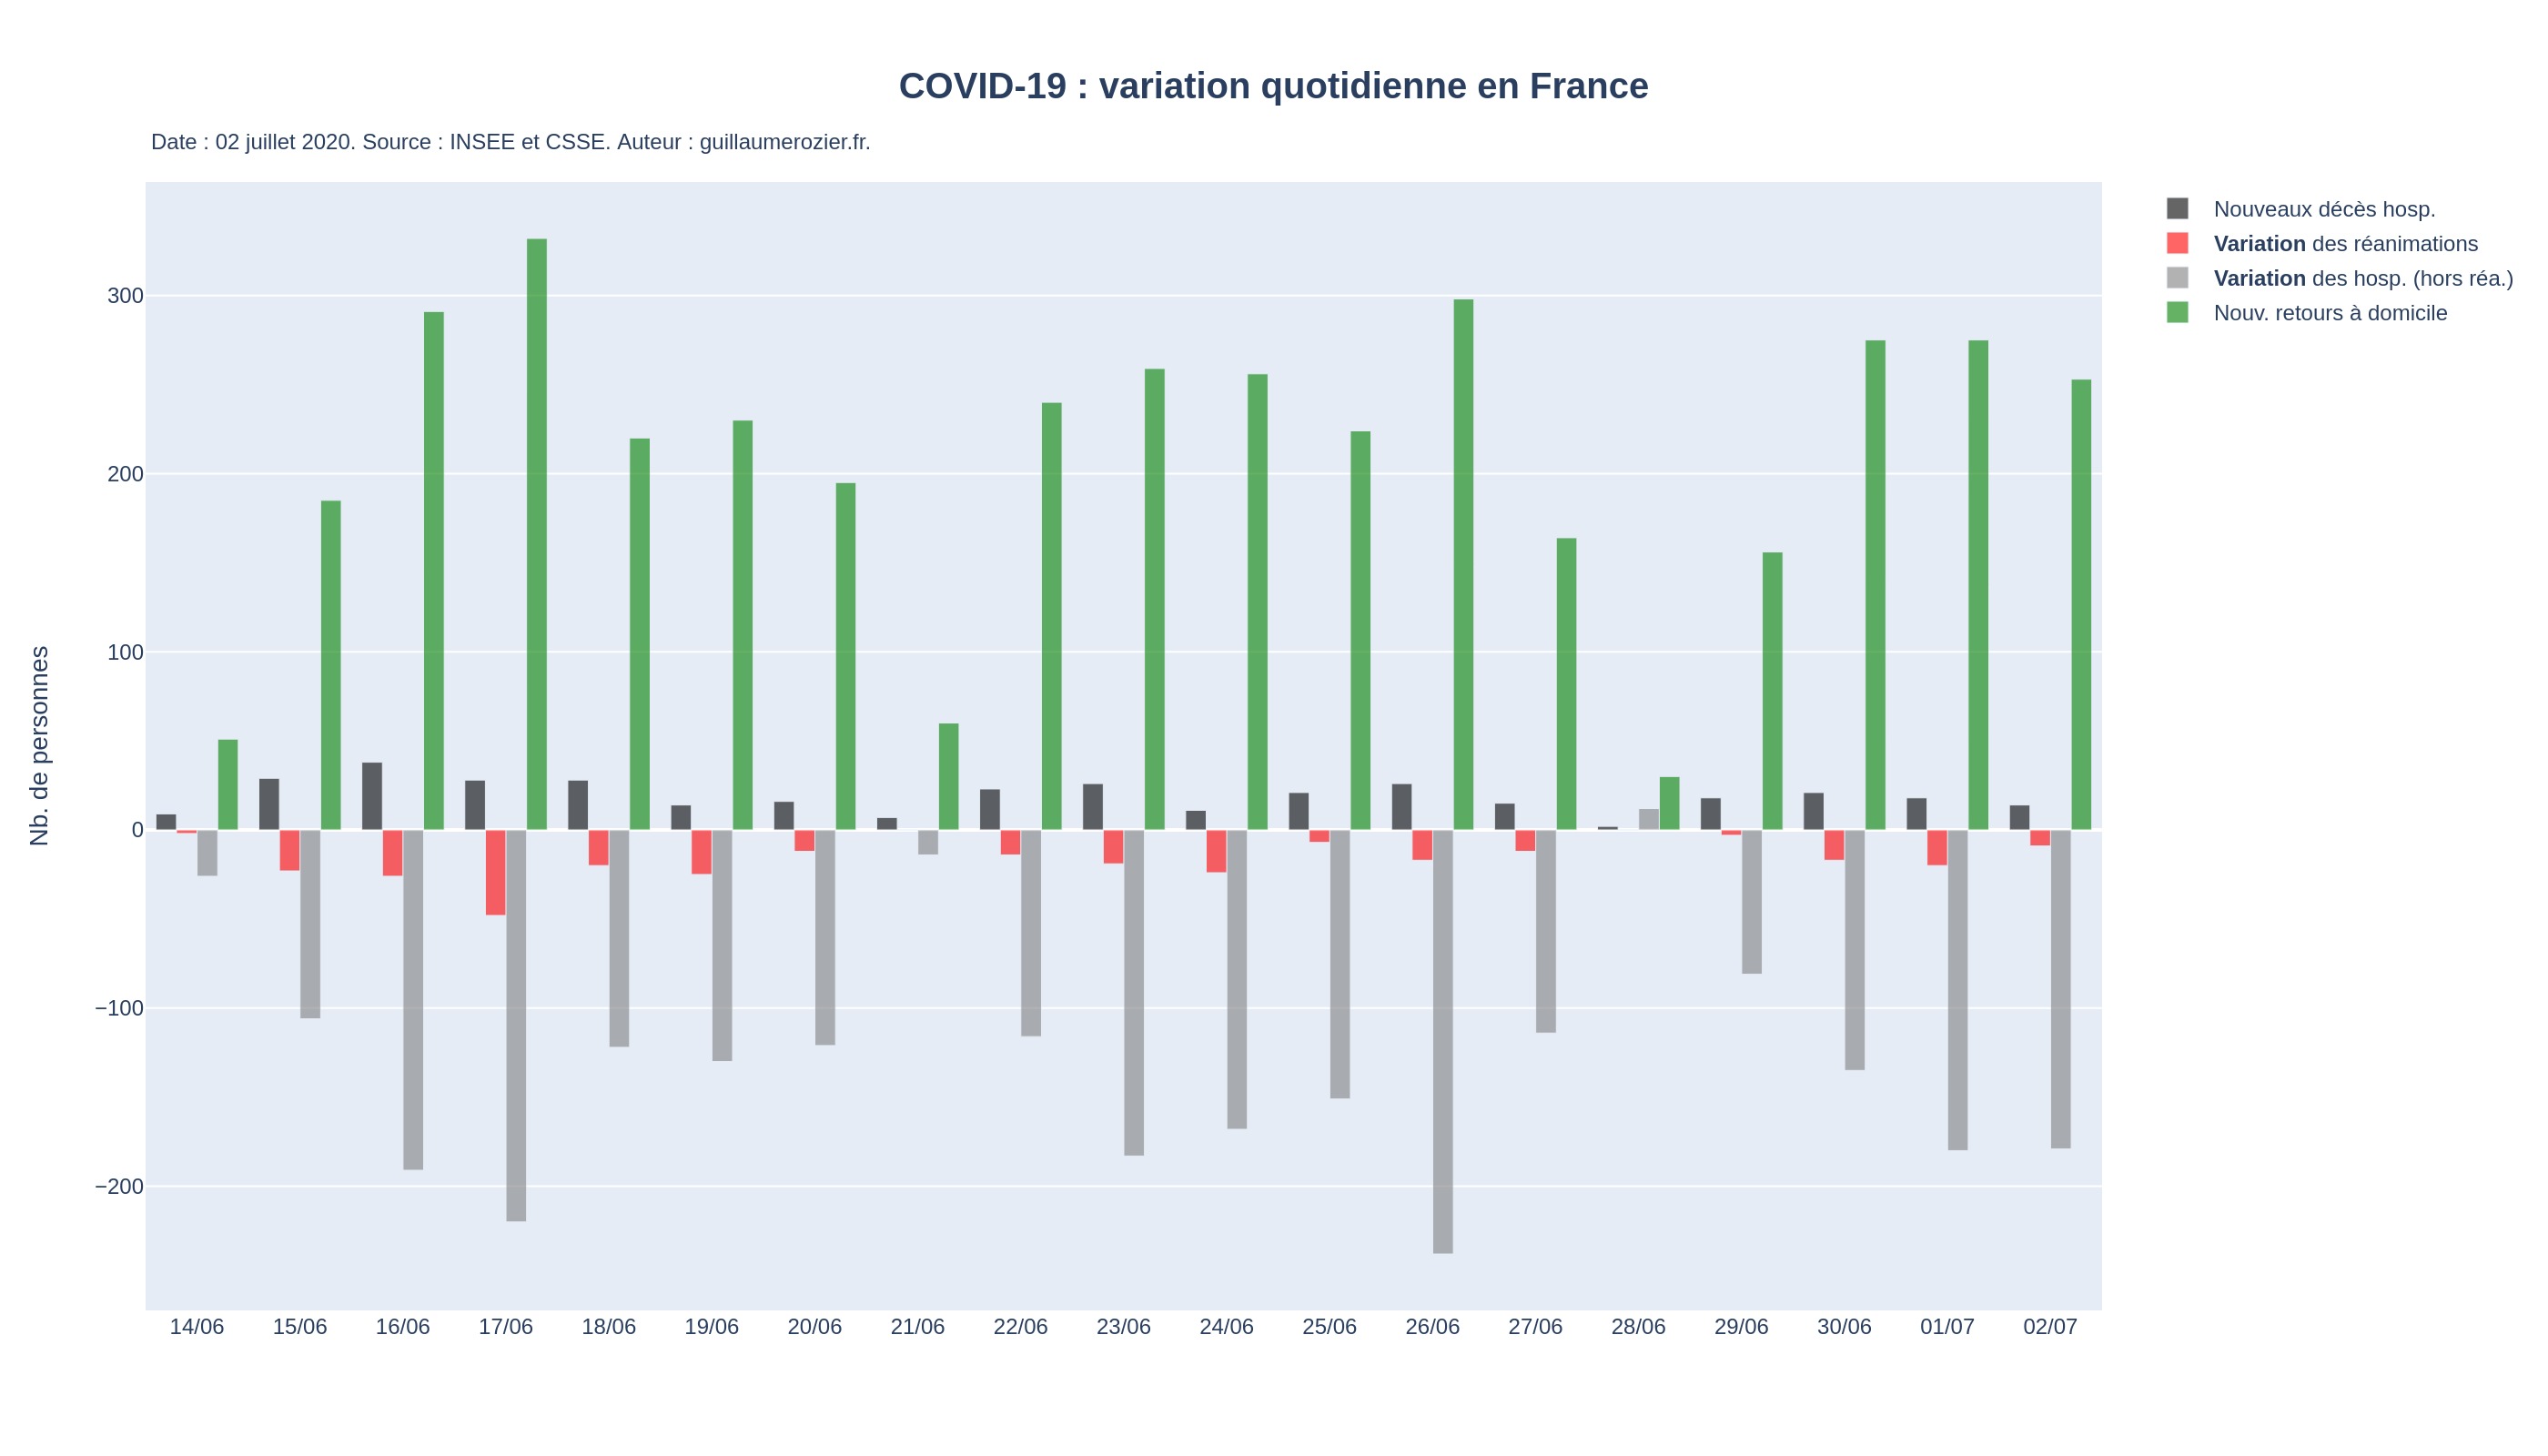 COVID-19 : variation quotidienne en France
Date : 02 juillet 2020. Source : INSEE et CSSE. Auteur : guillaumerozier.fr.
Nouveaux décès hosp.
Variation des réanimations
Variation des hosp. (hors réa.)
Nouv. retours à domicile
Nb. de personnes
300
200
100
0
−100
−200
14/06 15/06 16/06 17/06 18/06 19/06 20/06 21/06 22/06 23/06 24/06 25/06 26/06 27/06 28/06 29/06 30/06 01/07 02/07